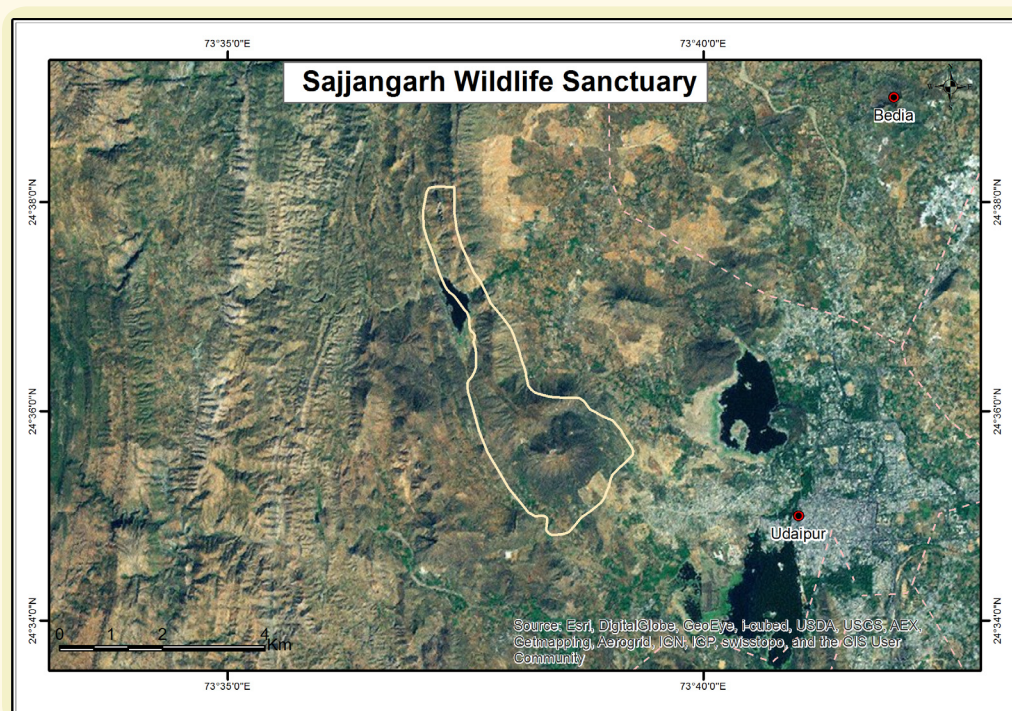 73°35'0"E 73°40'0"E
Sajjangarh Wildlife Sanctuary
Bedia
24°38'0"N 24°38'0"N
24°36'0"N 24°36'0"N
Udaipur
24°34'0"N 24°34'0"N
0 1 2 4
Km
Source: Esri, DigitalGlobe, GeoEye, i-cubed, USDA, USGS, AEX,
Getmapping, Aerogrid, IGN, IGP, swisstopo, and the GIS User
Community
73°35'0"E 73°40'0"E